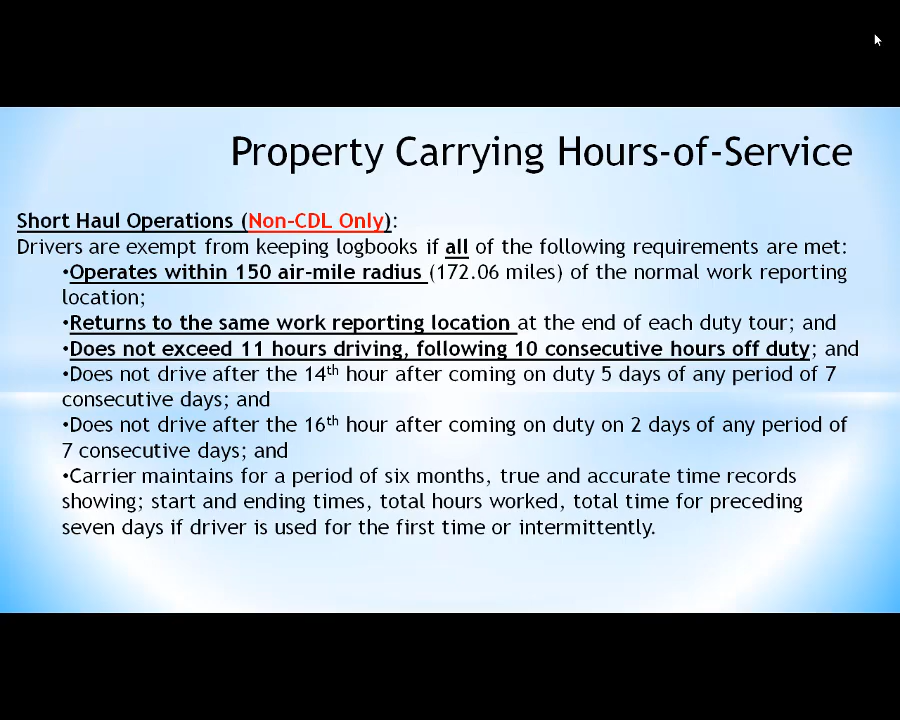 Property Carrying Hours-of-Service
Short Haul Operations (Non-CDL Only):
Drivers are exempt from keeping logbooks if all of the following requirements are met:
•Operates within 150 air-mile radius (172.06 miles) of the normal work reporting
location;
•Returns to the same work reporting location at the end of each duty tour; and
•Does not exceed 11 hours driving, following 10 consecutive hours off duty; and
•Does not drive after the 14th hour after coming on duty 5 days of any period of 7
consecutive days; and
•Does not drive after the 16th hour after coming on duty on 2 days of any period of
7 consecutive days; and
•Carrier maintains for a period of six months, true and accurate time records
showing; start and ending times, total hours worked, total time for preceding
seven days if driver is used for the first time or intermittently.